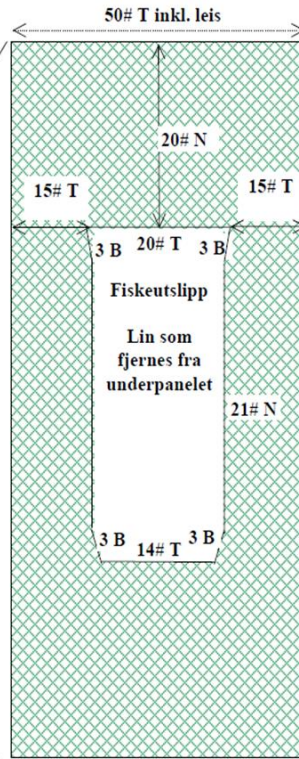 50# T inkl. leis
20# N
15# T
15# T
3 B
20# T
3 B
Fiskeutslipp
Lin som
fjernes fra
underpanelet
21# N
3 B
14# T
3 B